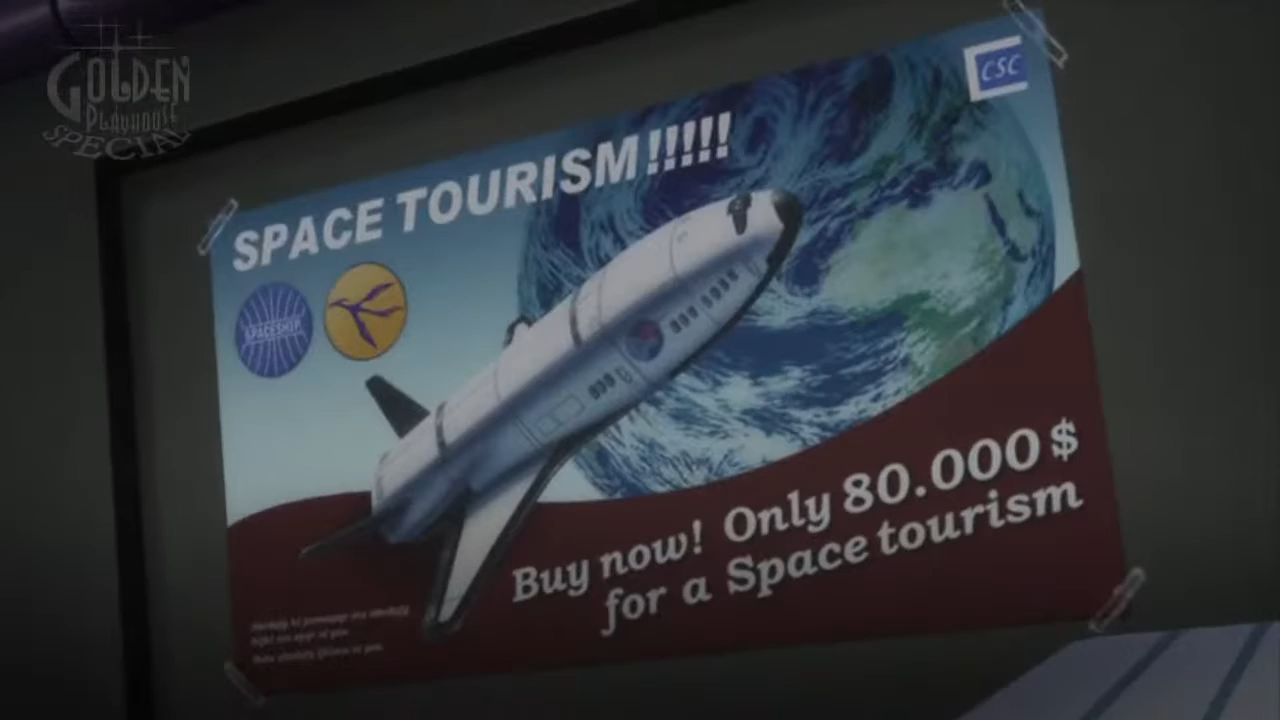 GOLDEN
PLAYHOUSE
SPECIAL
CSC
SPACE TOURISM!!!!!
SPACESHIP
Buy now! Only 80.000$
for a Space tourism